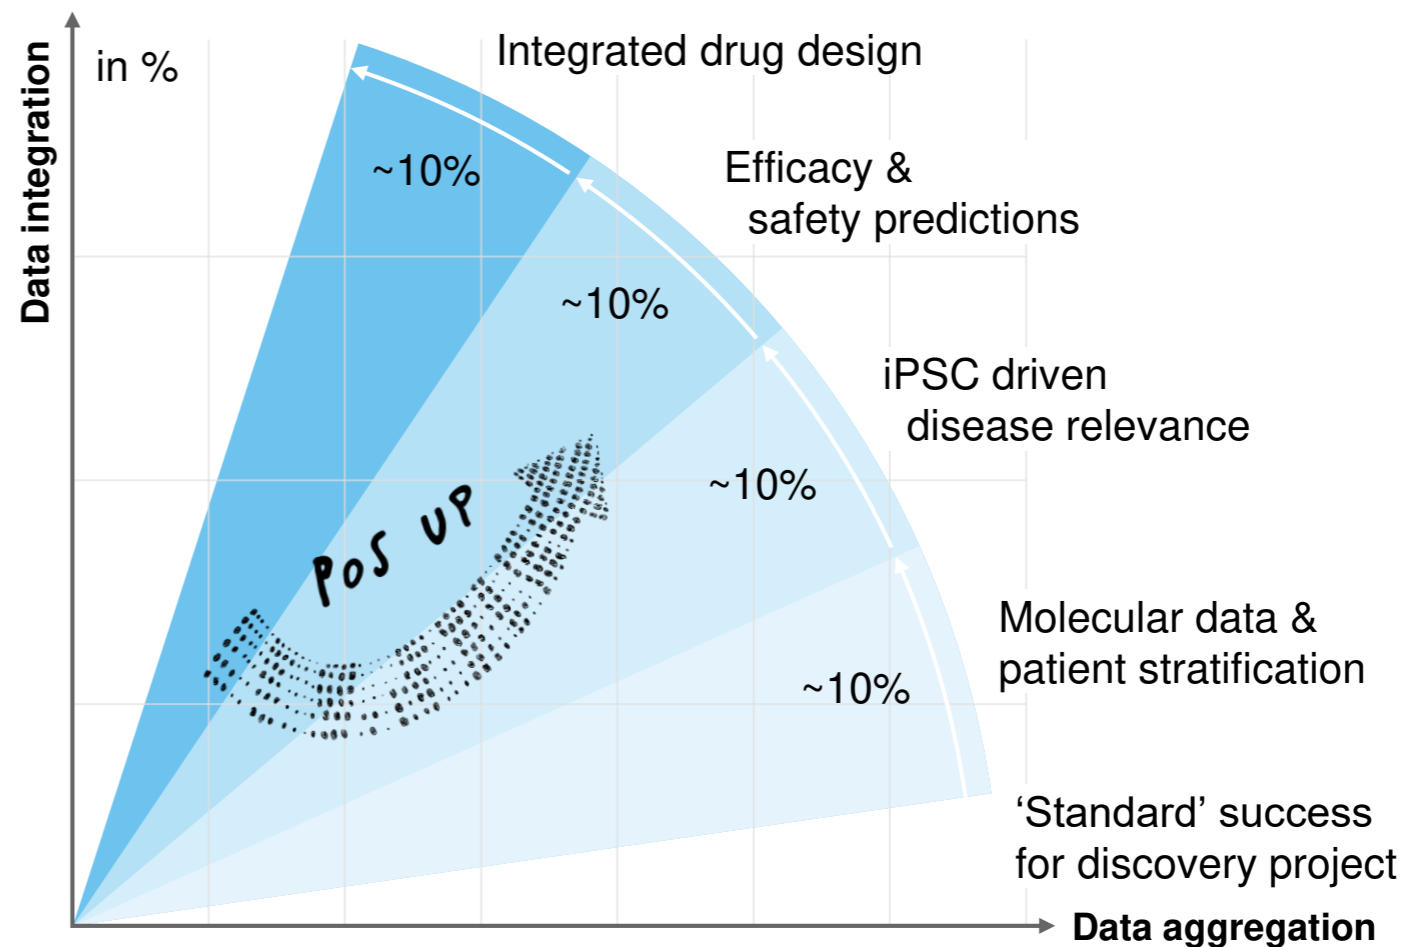 Data integration
in %
Integrated drug design
~10%
Efficacy &
safety predictions
~10%
iPSC driven
disease relevance
~10%
POS UP
Molecular data &
patient stratification
~10%
‘Standard’ success
for discovery project
Data aggregation